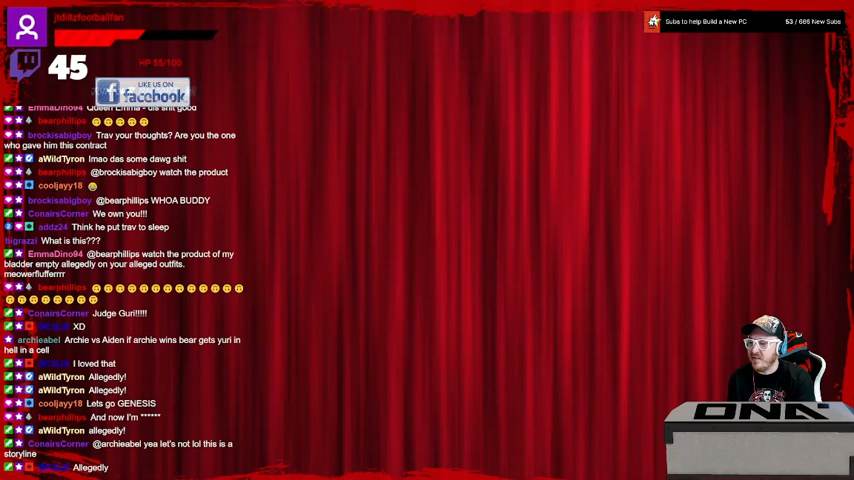 jtdiltzfootballfan
Subs to help Build a New PC
53 / 666 New Subs
45
HP 55/100
LIKE US ON
facebook
EmmaDino94 Queen Emma - dis shit good
bearphillips
brockisabigboy Trav your thoughts? Are you the one
who gave him this contract
aWildTyron lmao das some dawg shit
bearphillips @brockisabigboy watch the product
cooljayy18
brockisabigboy @bearphillips WHOA BUDDY
ConairsCorner We own you!!!
addz24 Think he put trav to sleep
higrazzi What is this???
EmmaDino94 @bearphillips watch the product of my
bladder empty allegedly on your alleged outfits.
meowerflufferrrr
bearphillips
ConairsCorner Judge Guri!!!!!
XD
archieabel Archie vs Aiden if archie wins bear gets yuri in
hell in a cell
I loved that
aWildTyron Allegedly!
aWildTyron Allegedly!
cooljayy18 Lets go GENESIS
bearphillips And now I'm ******
aWildTyron allegedly!
ConairsCorner @archieabel yea let's not lol this is a
storyline
Allegedly